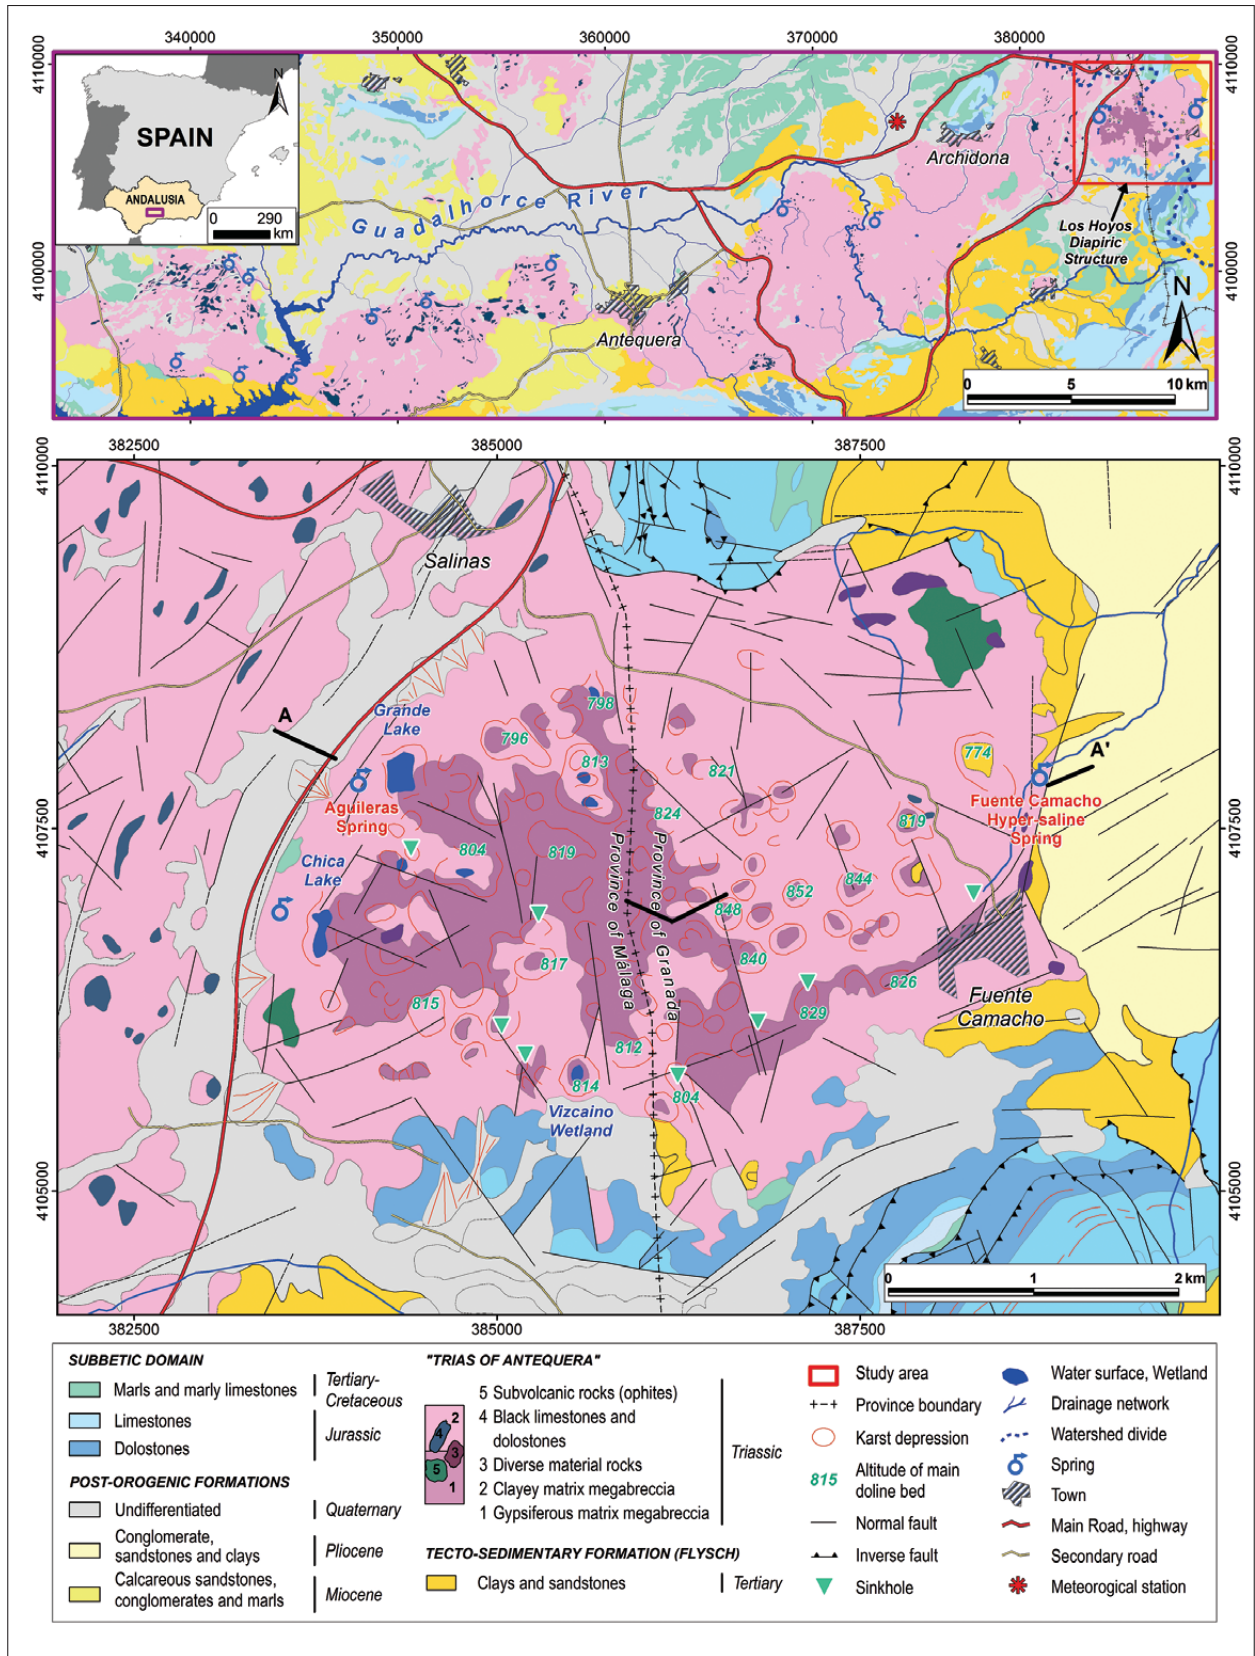 340000
350000
360000
370000
380000
4110000
4110000
4100000
4100000
N
SPAIN
ANDALUSIA
0 290
km
Guadalhorce River
Archidona
Antequera
Los Hoyos
Diapiric
Structure
N
0 5 10 km
382500
385000
387500
4110000
4110000
4107500
4107500
4105000
4105000
Salinas
A
Grande
Lake
798
796
813
821
774
A'
Aguileras
Spring
Fuente Camacho
Hyper-saline
Spring
824
819
Chica
Lake
804
819
Province of Málaga
Province of Granada
852
844
848
817
840
826
815
829
Fuente
Camacho
812
814
804
Vizcaino
Wetland
0 1 2 km
382500
385000
387500
SUBBETIC DOMAIN
Marls and marly limestones
Tertiary-
Cretaceous
Limestones
Dolostones
Jurassic
POST-OROGENIC FORMATIONS
Undifferentiated
Quaternary
Conglomerate,
sandstones and clays
Pliocene
Calcareous sandstones,
conglomerates and marls
Miocene
"TRIAS OF ANTEQUERA"
2
4
3
5
1
5 Subvolcanic rocks (ophites)
4 Black limestones and
dolostones
3 Diverse material rocks
2 Clayey matrix megabreccia
1 Gypsiferous matrix megabreccia
Triassic
TECTO-SEDIMENTARY FORMATION (FLYSCH)
Clays and sandstones
Tertiary
Study area
Province boundary
Karst depression
815
Altitude of main
doline bed
Normal fault
Inverse fault
Sinkhole
Water surface, Wetland
Drainage network
Watershed divide
Spring
Town
Main Road, highway
Secondary road
Meteorogical station